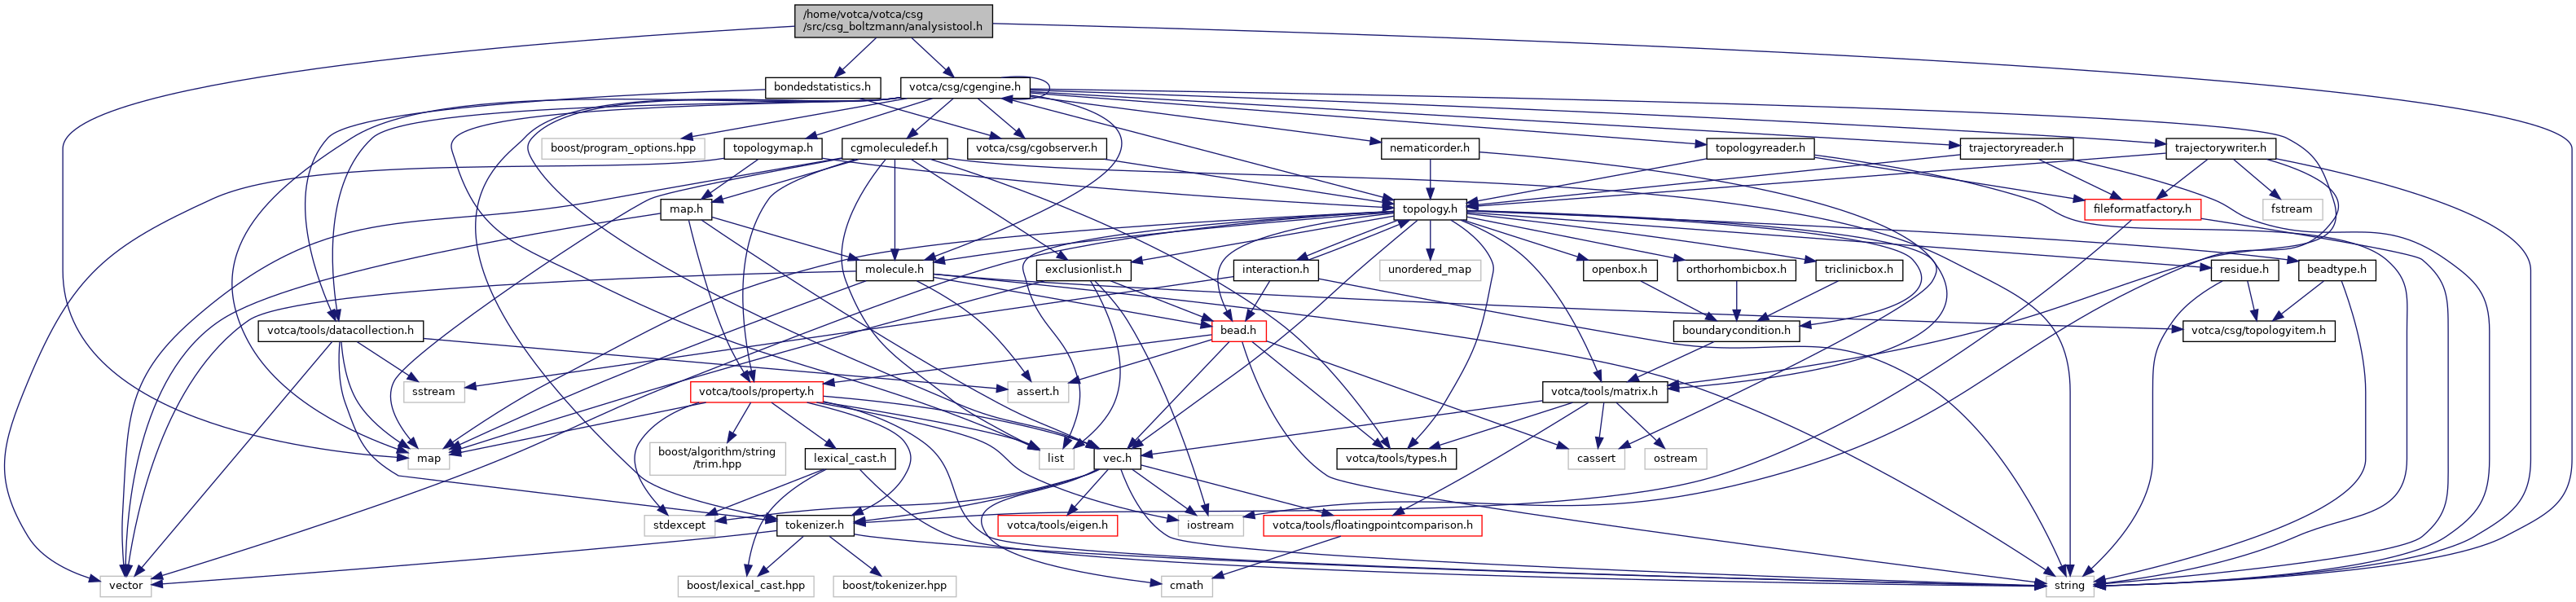 /home/votca/votca/csg
/src/csg_boltzmann/analysistool.h
bondedstatistics.h
votca/csg/cgengine.h
boost/program_options.hpp
topologymap.h
cgmoleculedef.h
votca/csg/cgobserver.h
nematicorder.h
topologyreader.h
trajectoryreader.h
trajectorywriter.h
map.h
topology.h
fileformatfactory.h
fstream
molecule.h
exclusionlist.h
interaction.h
unordered_map
openbox.h
orthorhombicbox.h
triclinicbox.h
residue.h
beadtype.h
votca/tools/datacollection.h
bead.h
boundarycondition.h
votca/csg/topologyitem.h
sstream
votca/tools/property.h
assert.h
votca/tools/matrix.h
map
boost/algorithm/string
/trim.hpp
lexical_cast.h
list
vec.h
votca/tools/types.h
cassert
ostream
stdexcept
tokenizer.h
votca/tools/eigen.h
iostream
votca/tools/floatingpointcomparison.h
vector
boost/lexical_cast.hpp
boost/tokenizer.hpp
cmath
string